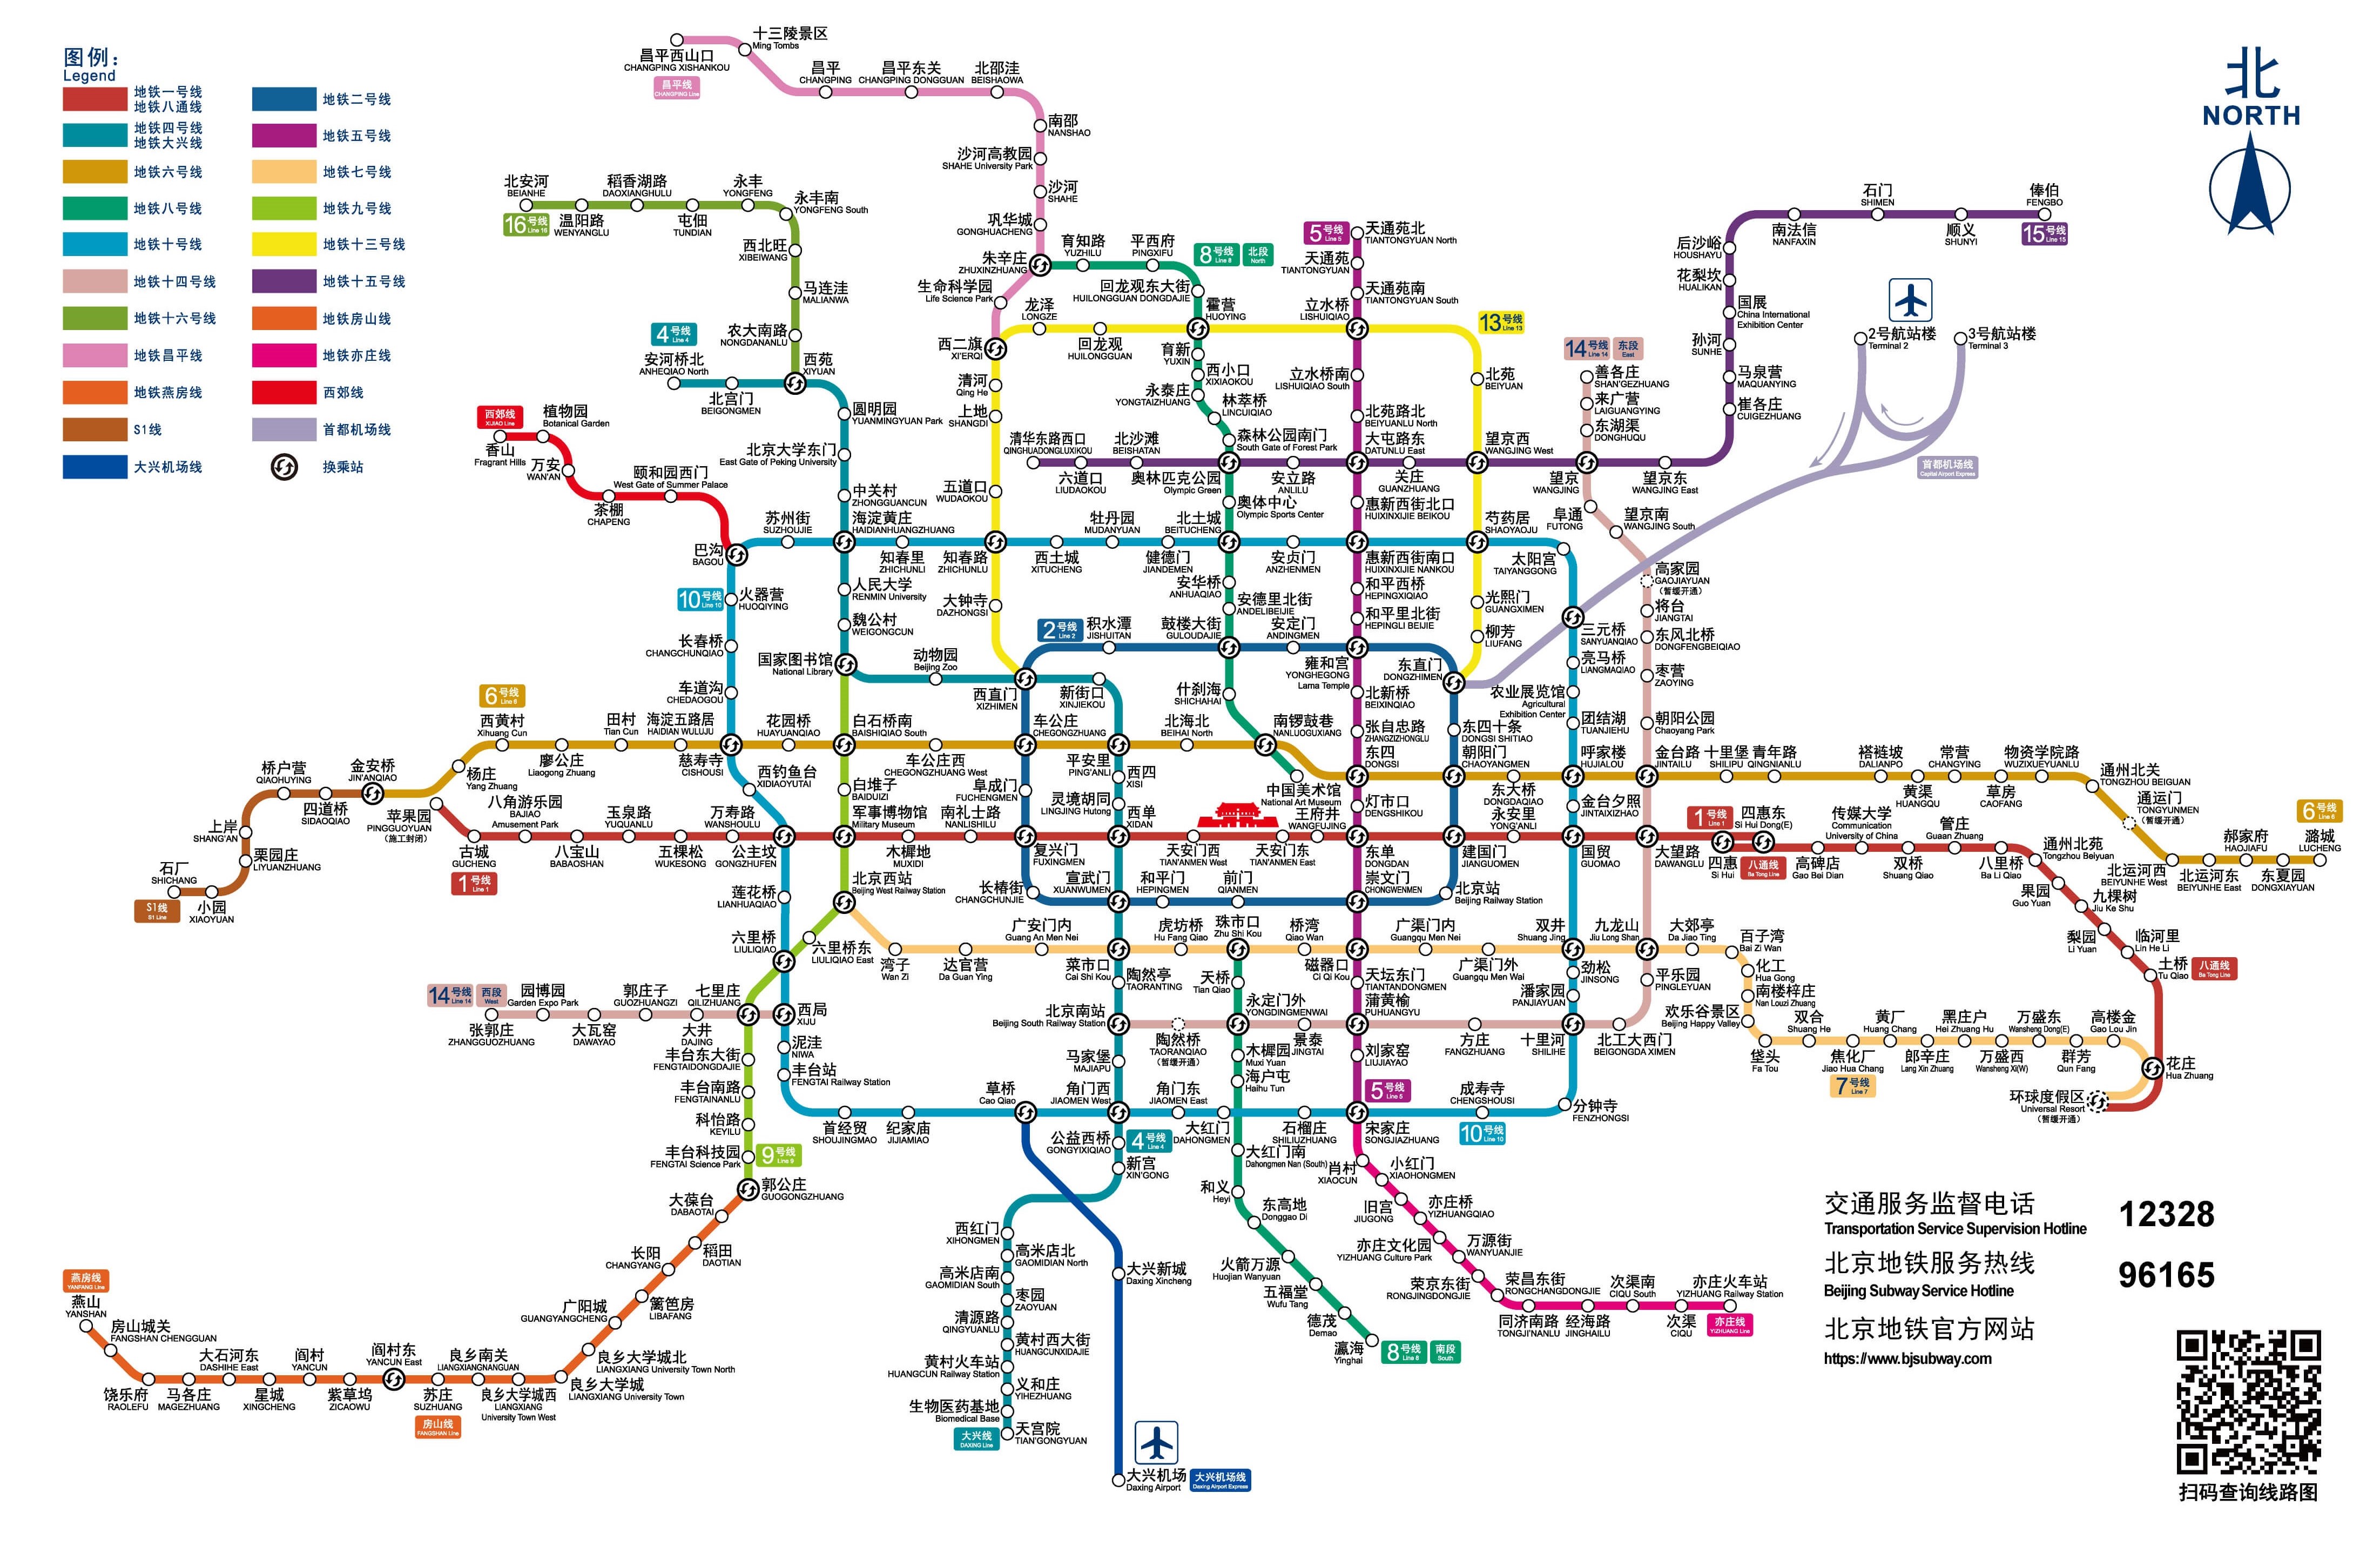 图例：
Legend
地铁一号线
地铁八通线
地铁二号线
地铁四号线
地铁大兴线
地铁五号线
地铁六号线
地铁七号线
地铁八号线
地铁九号线
地铁十号线
地铁十三号线
地铁十四号线
地铁十五号线
地铁十六号线
地铁房山线
地铁昌平线
地铁亦庄线
地铁燕房线
西郊线
S1线
首都机场线
大兴机场线
换乘站
北
NORTH
昌平西山口
CHANGPING XISHANKOU
昌平线
CHANGPING Line
十三陵景区
Ming Tombs
昌平
CHANGPING
昌平东关
CHANGPING DONGGUAN
北邵洼
BEISHAOWA
南邵
NANSHAO
沙河高教园
SHAHE University Park
沙河
SHAHE
巩华城
GONGHUACHENG
朱辛庄
ZHUXINZHUANG
生命科学园
Life Science Park
西二旗
XI'ERQI
北安河
BEIANHE
16号线
Line 16
温阳路
WENYANGLU
稻香湖路
DAOXIANGHULU
屯佃
TUNDIAN
永丰
YONGFENG
永丰南
YONGFENG South
西北旺
XIBEIWANG
马连洼
MALIANWA
农大南路
NONGDANANLU
西苑
XIYUAN
4号线
Line 4
安河桥北
ANHEQIAO North
北宫门
BEIGONGMEN
圆明园
YUANMINGYUAN Park
北京大学东门
East Gate of Peking University
中关村
ZHONGGUANCUN
海淀黄庄
HAIDIANHUANGZHUANG
人民大学
RENMIN University
魏公村
WEIGONGCUN
国家图书馆
National Library
动物园
Beijing Zoo
西直门
XIZHIMEN
新街口
XINJIEKOU
平安里
PING'ANLI
西四
XISI
灵境胡同
LINGJING Hutong
西单
XIDAN
宣武门
XUANWUMEN
菜市口
Cai Shi Kou
陶然亭
TAORANTING
北京南站
Beijing South Railway Station
马家堡
MAJIAPU
角门西
JIAOMEN West
公益西桥
GONGYIXIQIAO
4号线
Line 4
新宫
XIN'GONG
西红门
XIHONGMEN
高米店北
GAOMIDIAN North
高米店南
GAOMIDIAN South
枣园
ZAOYUAN
清源路
QINGYUANLU
黄村西大街
HUANGCUNXIDAJIE
黄村火车站
HUANGCUN Railway Station
义和庄
YIHEZHUANG
生物医药基地
Biomedical Base
天宫院
TIAN'GONGYUAN
大兴线
DAXING Line
育知路
YUZHILU
平西府
PINGXIFU
8号线
Line 8
北段
North
回龙观东大街
HUILONGGUAN DONGDAJIE
霍营
HUOYING
育新
YUXIN
西小口
XIXIAOKOU
永泰庄
YONGTAIZHUANG
林萃桥
LINCUIQIAO
森林公园南门
South Gate of Forest Park
奥林匹克公园
Olympic Green
奥体中心
Olympic Sports Center
北土城
BEITUCHENG
安华桥
ANHUAQIAO
安德里北街
ANDELIBEIJIE
鼓楼大街
GULOUDAJIE
什刹海
SHICHAHAI
南锣鼓巷
NANLUOGUXIANG
中国美术馆
National Art Museum
5号线
Line 5
天通苑北
TIANTONGYUAN North
天通苑
TIANTONGYUAN
天通苑南
TIANTONGYUAN South
立水桥
LISHUIQIAO
立水桥南
LISHUIQIAO South
北苑路北
BEIYUANLU North
大屯路东
DATUNLU East
惠新西街北口
HUIXINXIJIE BEIKOU
惠新西街南口
HUIXINXIJIE NANKOU
和平西桥
HEPINGXIQIAO
和平里北街
HEPINGLI BEIJIE
雍和宫
YONGHEGONG
Lama Temple
北新桥
BEIXINQIAO
张自忠路
ZHANGZIZHONGLU
东四
DONGSI
灯市口
DENGSHIKOU
东单
DONGDAN
崇文门
CHONGWENMEN
磁器口
Ci Qi Kou
天坛东门
TIANTANDONGMEN
蒲黄榆
PUHUANGYU
刘家窑
LIUJIAYAO
5号线
Line 5
宋家庄
SONGJIAZHUANG
龙泽
LONGZE
回龙观
HUILONGGUAN
13号线
Line 13
北苑
BEIYUAN
望京西
WANGJING West
芍药居
SHAOYAOJU
光熙门
GUANGXIMEN
柳芳
LIUFANG
东直门
DONGZHIMEN
清河
Qing He
上地
SHANGDI
五道口
WUDAOKOU
知春路
ZHICHUNLU
大钟寺
DAZHONGSI
14号线
Line 14
东段
East
善各庄
SHAN'GEZHUANG
来广营
LAIGUANGYING
东湖渠
DONGHUQU
望京
WANGJING
阜通
FUTONG
望京南
WANGJING South
高家园
GAOJIAYUAN
（暂缓开通）
将台
JIANGTAI
东风北桥
DONGFENGBEIQIAO
枣营
ZAOYING
朝阳公园
Chaoyang Park
金台路
JINTAILU
大望路
DAWANGLU
九龙山
Jiu Long Shan
平乐园
PINGLEYUAN
北工大西门
BEIGONGDA XIMEN
十里河
SHILIHE
方庄
FANGZHUANG
景泰
JINGTAI
永定门外
YONGDINGMENWAI
陶然桥
TAORANQIAO
（暂缓开通）
俸伯
FENGBO
15号线
Line 15
顺义
SHUNYI
石门
SHIMEN
南法信
NANFAXIN
后沙峪
HOUSHAYU
花梨坎
HUALIKAN
国展
China International
Exhibition Center
孙河
SUNHE
马泉营
MAQUANYING
崔各庄
CUIGEZHUANG
望京东
WANGJING East
关庄
GUANZHUANG
安立路
ANLILU
北沙滩
BEISHATAN
六道口
LIUDAOKOU
清华东路西口
QINGHUADONGLUXIKOU
2号航站楼
Terminal 2
3号航站楼
Terminal 3
首都机场线
Capital Airport Express
西郊线
XIJIAO Line
香山
Fragrant Hills
植物园
Botanical Garden
万安
WAN'AN
茶棚
CHAPENG
颐和园西门
West Gate of Summer Palace
巴沟
BAGOU
苏州街
SUZHOUJIE
知春里
ZHICHUNLI
西土城
XITUCHENG
牡丹园
MUDANYUAN
健德门
JIANDEMEN
安贞门
ANZHENMEN
太阳宫
TAIYANGGONG
三元桥
SANYUANQIAO
亮马桥
LIANGMAQIAO
农业展览馆
Agricultural
Exhibition Center
团结湖
TUANJIEHU
呼家楼
HUJIALOU
金台夕照
JINTAIXIZHAO
国贸
GUOMAO
双井
Shuang Jing
劲松
JINSONG
潘家园
PANJIAYUAN
分钟寺
FENZHONGSI
成寿寺
CHENGSHOUSI
10号线
Line 10
石榴庄
SHILIUZHUANG
大红门
DAHONGMEN
角门东
JIAOMEN East
草桥
Cao Qiao
纪家庙
JIJIAMIAO
首经贸
SHOUJINGMAO
丰台站
FENGTAI Railway Station
泥洼
NIWA
西局
XIJU
六里桥
LIULIQIAO
莲花桥
LIANHUAQIAO
公主坟
GONGZHUFEN
西钓鱼台
XIDIAOYUTAI
慈寿寺
CISHOUSI
车道沟
CHEDAOGOU
长春桥
CHANGCHUNQIAO
10号线
Line 10
火器营
HUOQIYING
2号线
Line 2
积水潭
JISHUITAN
安定门
ANDINGMEN
东四十条
DONGSI SHITIAO
朝阳门
CHAOYANGMEN
建国门
JIANGUOMEN
北京站
Beijing Railway Station
前门
QIANMEN
和平门
HEPINGMEN
长椿街
CHANGCHUNJIE
复兴门
FUXINGMEN
阜成门
FUCHENGMEN
车公庄
CHEGONGZHUANG
6号线
Line 6
金安桥
JIN'ANQIAO
杨庄
Yang Zhuang
西黄村
Xihuang Cun
廖公庄
Liaogong Zhuang
田村
Tian Cun
海淀五路居
HAIDIAN WULUJU
花园桥
HUAYUANQIAO
白石桥南
BAISHIQIAO South
车公庄西
CHEGONGZHUANG West
北海北
BEIHAI North
东大桥
DONGDAQIAO
十里堡
SHILIPU
青年路
QINGNIANLU
褡裢坡
DALIANPO
黄渠
HUANGQU
常营
CHANGYING
草房
CAOFANG
物资学院路
WUZIXUEYUANLU
通州北关
TONGZHOU BEIGUAN
通运门
TONGYUNMEN
（暂缓开通）
北运河西
BEIYUNHE West
北运河东
BEIYUNHE East
郝家府
HAOJIAFU
东夏园
DONGXIAYUAN
潞城
LUCHENG
6号线
Line 6
S1线
S1 Line
石厂
SHICHANG
小园
XIAOYUAN
栗园庄
LIYUANZHUANG
上岸
SHANG'AN
桥户营
QIAOHUYING
四道桥
SIDAOQIAO
苹果园
PINGGUOYUAN
（施工封闭）
古城
GUCHENG
1号线
Line 1
八角游乐园
BAJIAO
Amusement Park
八宝山
BABAOSHAN
玉泉路
YUQUANLU
五棵松
WUKESONG
万寿路
WANSHOULU
军事博物馆
Military Museum
木樨地
MUXIDI
南礼士路
NANLISHILU
天安门西
TIAN'ANMEN West
天安门东
TIAN'ANMEN East
王府井
WANGFUJING
永安里
YONG'ANLI
1号线
Line 1
四惠
Si Hui
四惠东
Si Hui Dong(E)
八通线
Ba Tong Line
高碑店
Gao Bei Dian
传媒大学
Communication
University of China
双桥
Shuang Qiao
管庄
Guaan Zhuang
八里桥
Ba Li Qiao
通州北苑
Tongzhou Beiyuan
果园
Guo Yuan
九棵树
Jiu Ke Shu
梨园
Li Yuan
临河里
Lin He Li
土桥
Tu Qiao
八通线
Ba Tong Line
花庄
Hua Zhuang
环球度假区
Universal Resort
（暂缓开通）
白堆子
BAIDUIZI
北京西站
Beijing West Railway Station
六里桥东
LIULIQIAO East
七里庄
QILIZHUANG
丰台东大街
FENGTAIDONGDAJIE
丰台南路
FENGTAINANLU
科怡路
KEYILU
丰台科技园
FENGTAI Science Park
9号线
Line 9
郭公庄
GUOGONGZHUANG
14号线
Line 14
西段
West
张郭庄
ZHANGGUOZHUANG
园博园
Garden Expo Park
大瓦窑
DAWAYAO
郭庄子
GUOZHUANGZI
大井
DAJING
湾子
Wan Zi
达官营
Da Guan Ying
广安门内
Guang An Men Nei
虎坊桥
Hu Fang Qiao
珠市口
Zhu Shi Kou
桥湾
Qiao Wan
广渠门内
Guangqu Men Nei
广渠门外
Guangqu Men Wai
大郊亭
Da Jiao Ting
百子湾
Bai Zi Wan
化工
Hua Gong
南楼梓庄
Nan Louzi Zhuang
欢乐谷景区
Beijing Happy Valley
垡头
Fa Tou
双合
Shuang He
焦化厂
Jiao Hua Chang
7号线
Line 7
黄厂
Huang Chang
郎辛庄
Lang Xin Zhuang
黑庄户
Hei Zhuang Hu
万盛西
Wansheng Xi(W)
万盛东
Wansheng Dong(E)
群芳
Qun Fang
高楼金
Gao Lou Jin
天桥
Tian Qiao
木樨园
Muxi Yuan
海户屯
Haihu Tun
大红门南
Dahongmen Nan (South)
和义
Heyi
东高地
Donggao Di
火箭万源
Huojian Wanyuan
五福堂
Wufu Tang
德茂
Demao
瀛海
Yinghai
8号线
Line 8
南段
South
肖村
XIAOCUN
小红门
XIAOHONGMEN
旧宫
JIUGONG
亦庄桥
YIZHUANGQIAO
亦庄文化园
YIZHUANG Culture Park
万源街
WANYUANJIE
荣京东街
RONGJINGDONGJIE
荣昌东街
RONGCHANGDONGJIE
同济南路
TONGJI'NANLU
经海路
JINGHAILU
次渠南
CIQU South
次渠
CIQU
亦庄火车站
YIZHUANG Railway Station
亦庄线
YIZHUANG Line
大兴新城
Daxing Xincheng
大兴机场
Daxing Airport
大兴机场线
Daxing Airport Express
大葆台
DABAOTAI
稻田
DAOTIAN
长阳
CHANGYANG
篱笆房
LIBAFANG
广阳城
GUANGYANGCHENG
良乡大学城北
LIANGXIANG University Town North
良乡大学城
LIANGXIANG University Town
良乡大学城西
LIANGXIANG
University Town West
良乡南关
LIANGXIANGNANGUAN
苏庄
SUZHUANG
房山线
FANGSHAN Line
阎村东
YANCUN East
紫草坞
ZICAOWU
阎村
YANCUN
星城
XINGCHENG
大石河东
DASHIHE East
马各庄
MAGEZHUANG
饶乐府
RAOLEFU
房山城关
FANGSHAN CHENGGUAN
燕山
YANSHAN
燕房线
YANFANG Line
交通服务监督电话
Transportation Service Supervision Hotline
12328
北京地铁服务热线
Beijing Subway Service Hotline
96165
北京地铁官方网站
https://www.bjsubway.com
扫码查询线路图